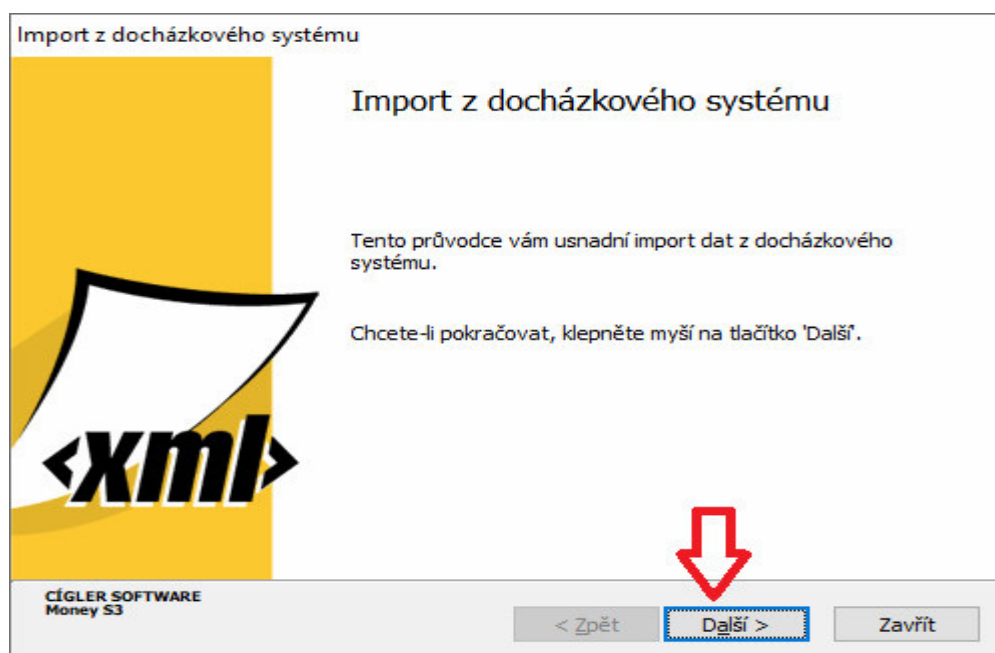 Import z docházkového systému
Import z docházkového systému
Tento průvodce vám usnadní import dat z docházkového
systému.
Chcete-li pokračovat, klepněte myší na tlačítko 'Další'.
<xml>
CÍGLER SOFTWARE
Money S3
< Zpět
Další >
Zavřít